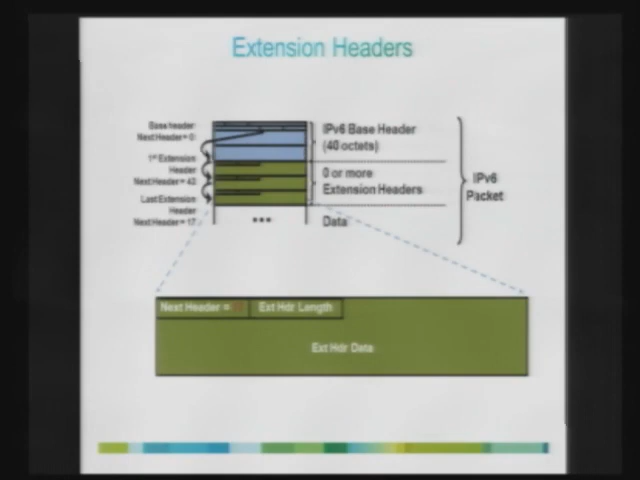 Extension Headers
Base header
Next Header = 0
1st Extension
Header
Next Header = 43
Last Extension
Header
Next Header = 17
IPv6 Base Header
(40 octets)
0 or more
Extension Headers
Data
IPv6
Packet
Next Header =
Ext Hdr Length
Ext Hdr Data